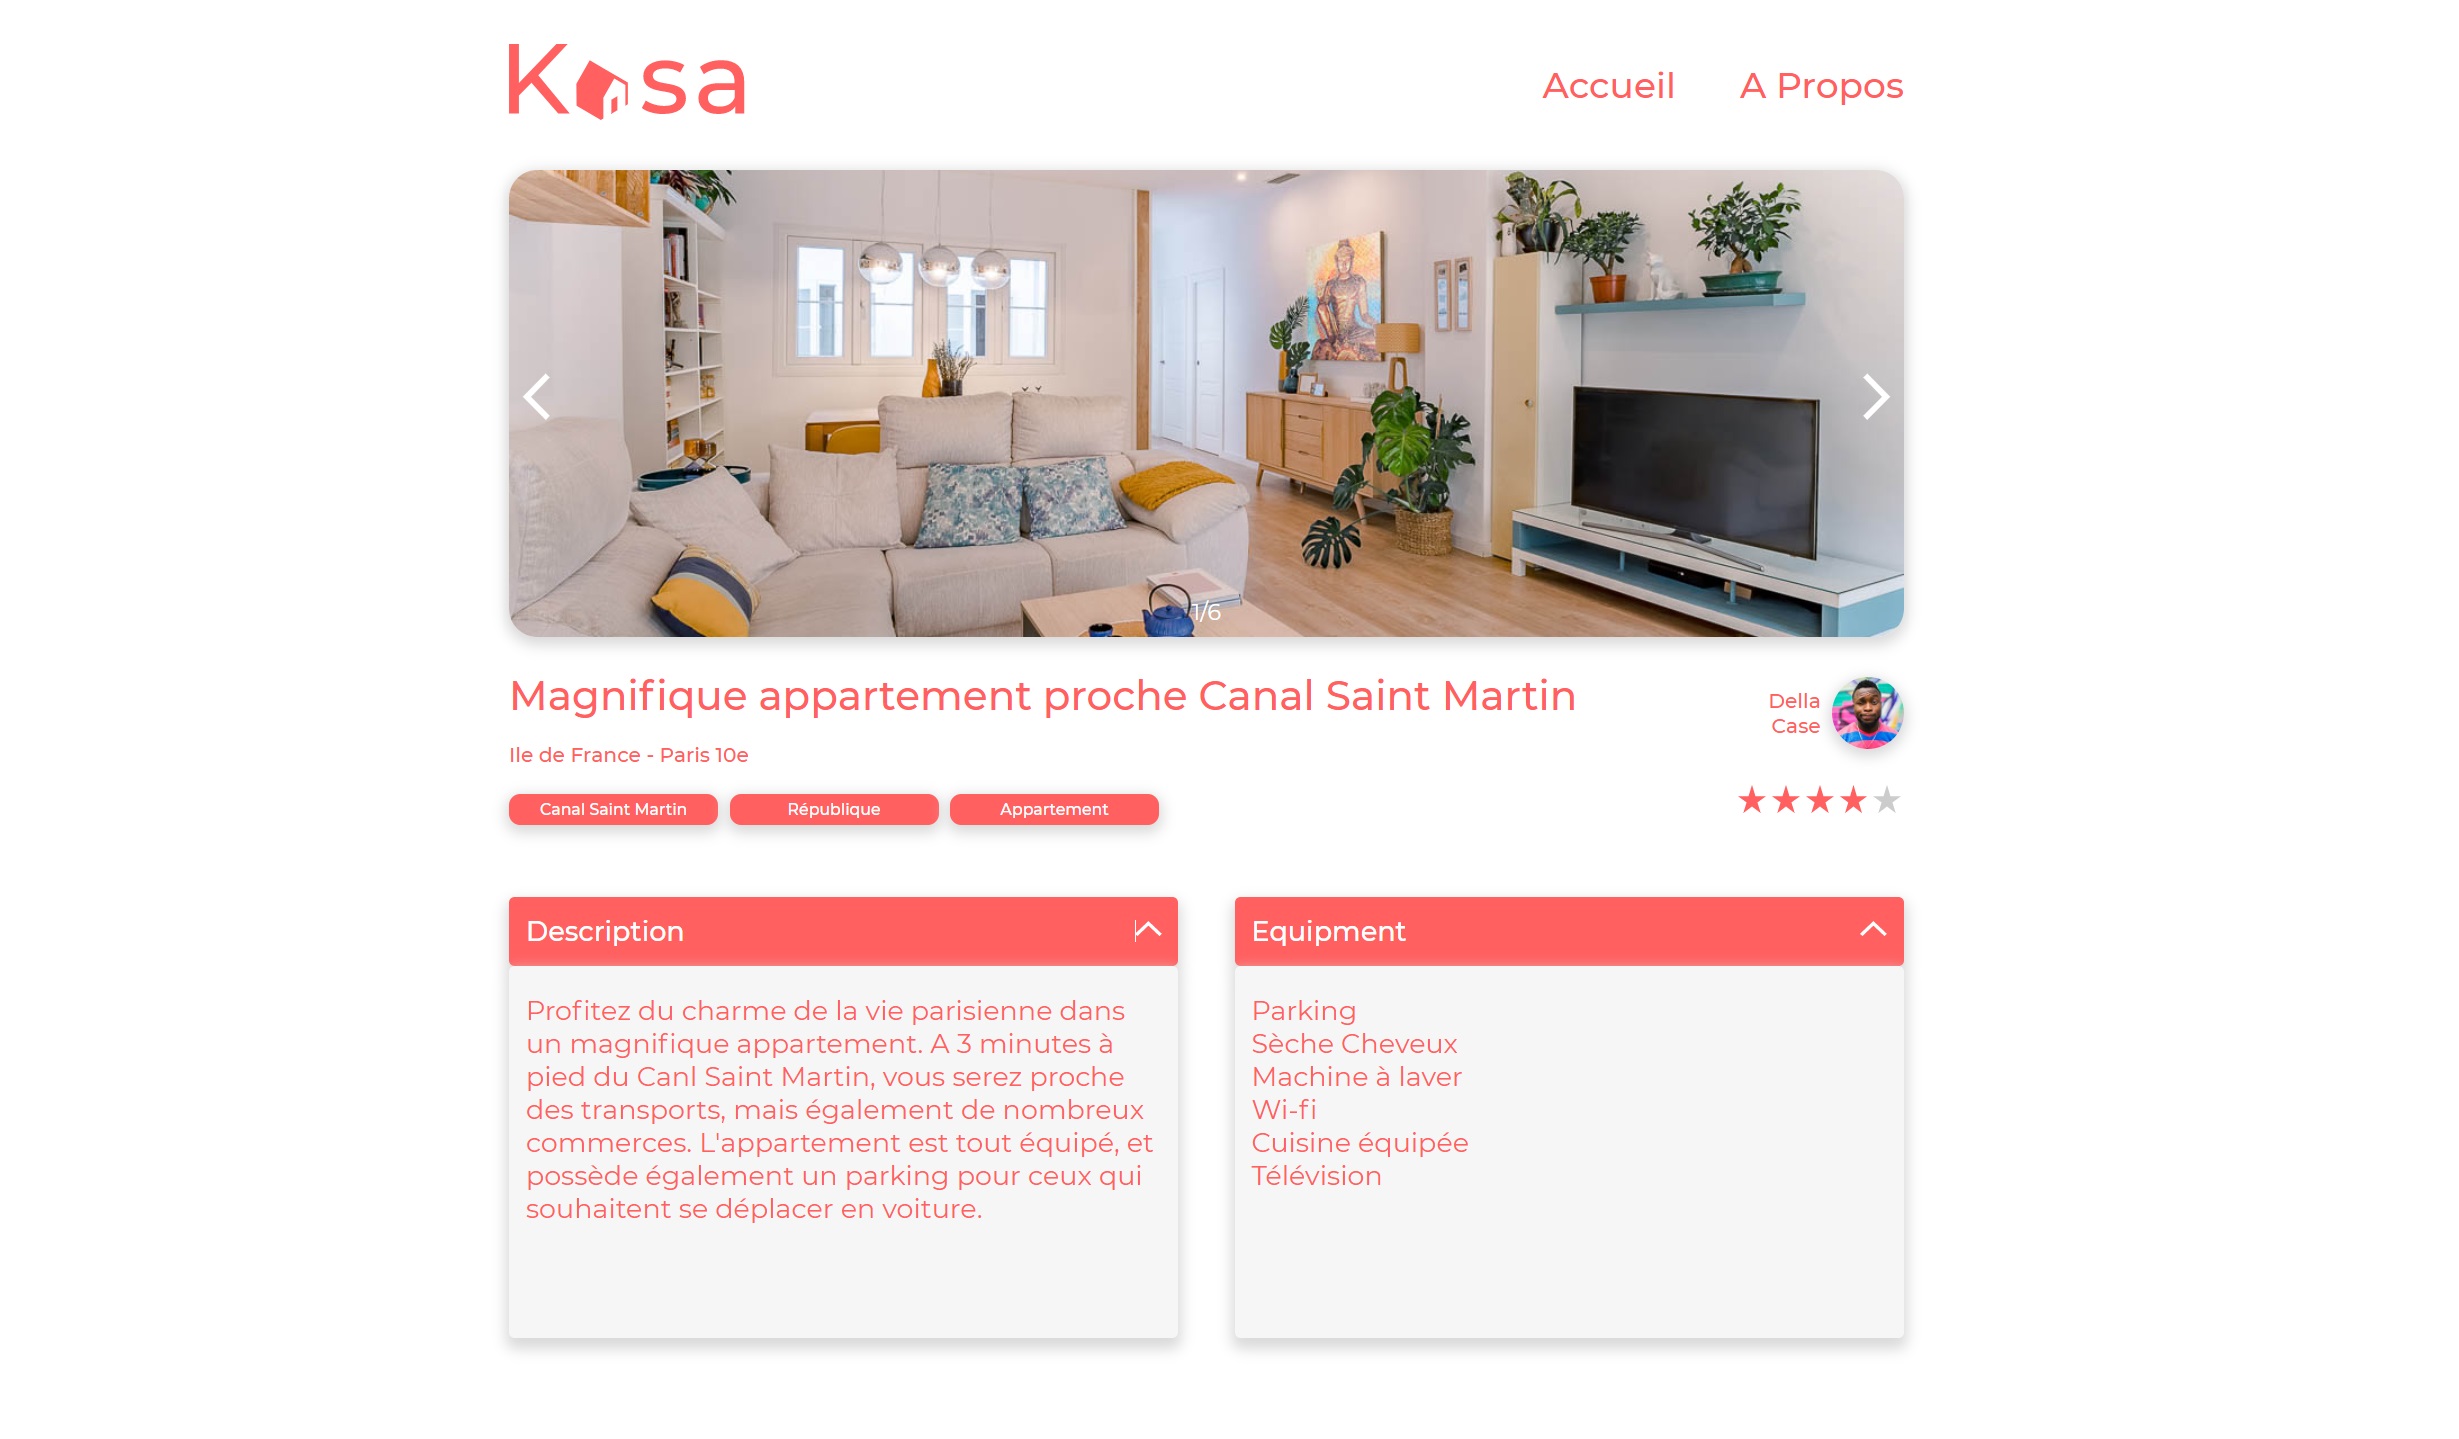 Kasa
Accueil
A Propos
1/6
Magnifique appartement proche Canal Saint Martin
Della
Case
Ile de France - Paris 10e
Canal Saint Martin
République
Appartement
Description
Profitez du charme de la vie parisienne dans
un magnifique appartement. A 3 minutes à
pied du Canl Saint Martin, vous serez proche
des transports, mais également de nombreux
commerces. L'appartement est tout équipé, et
possède également un parking pour ceux qui
souhaitent se déplacer en voiture.
Equipment
Parking
Sèche Cheveux
Machine à laver
Wi-fi
Cuisine équipée
Télévision